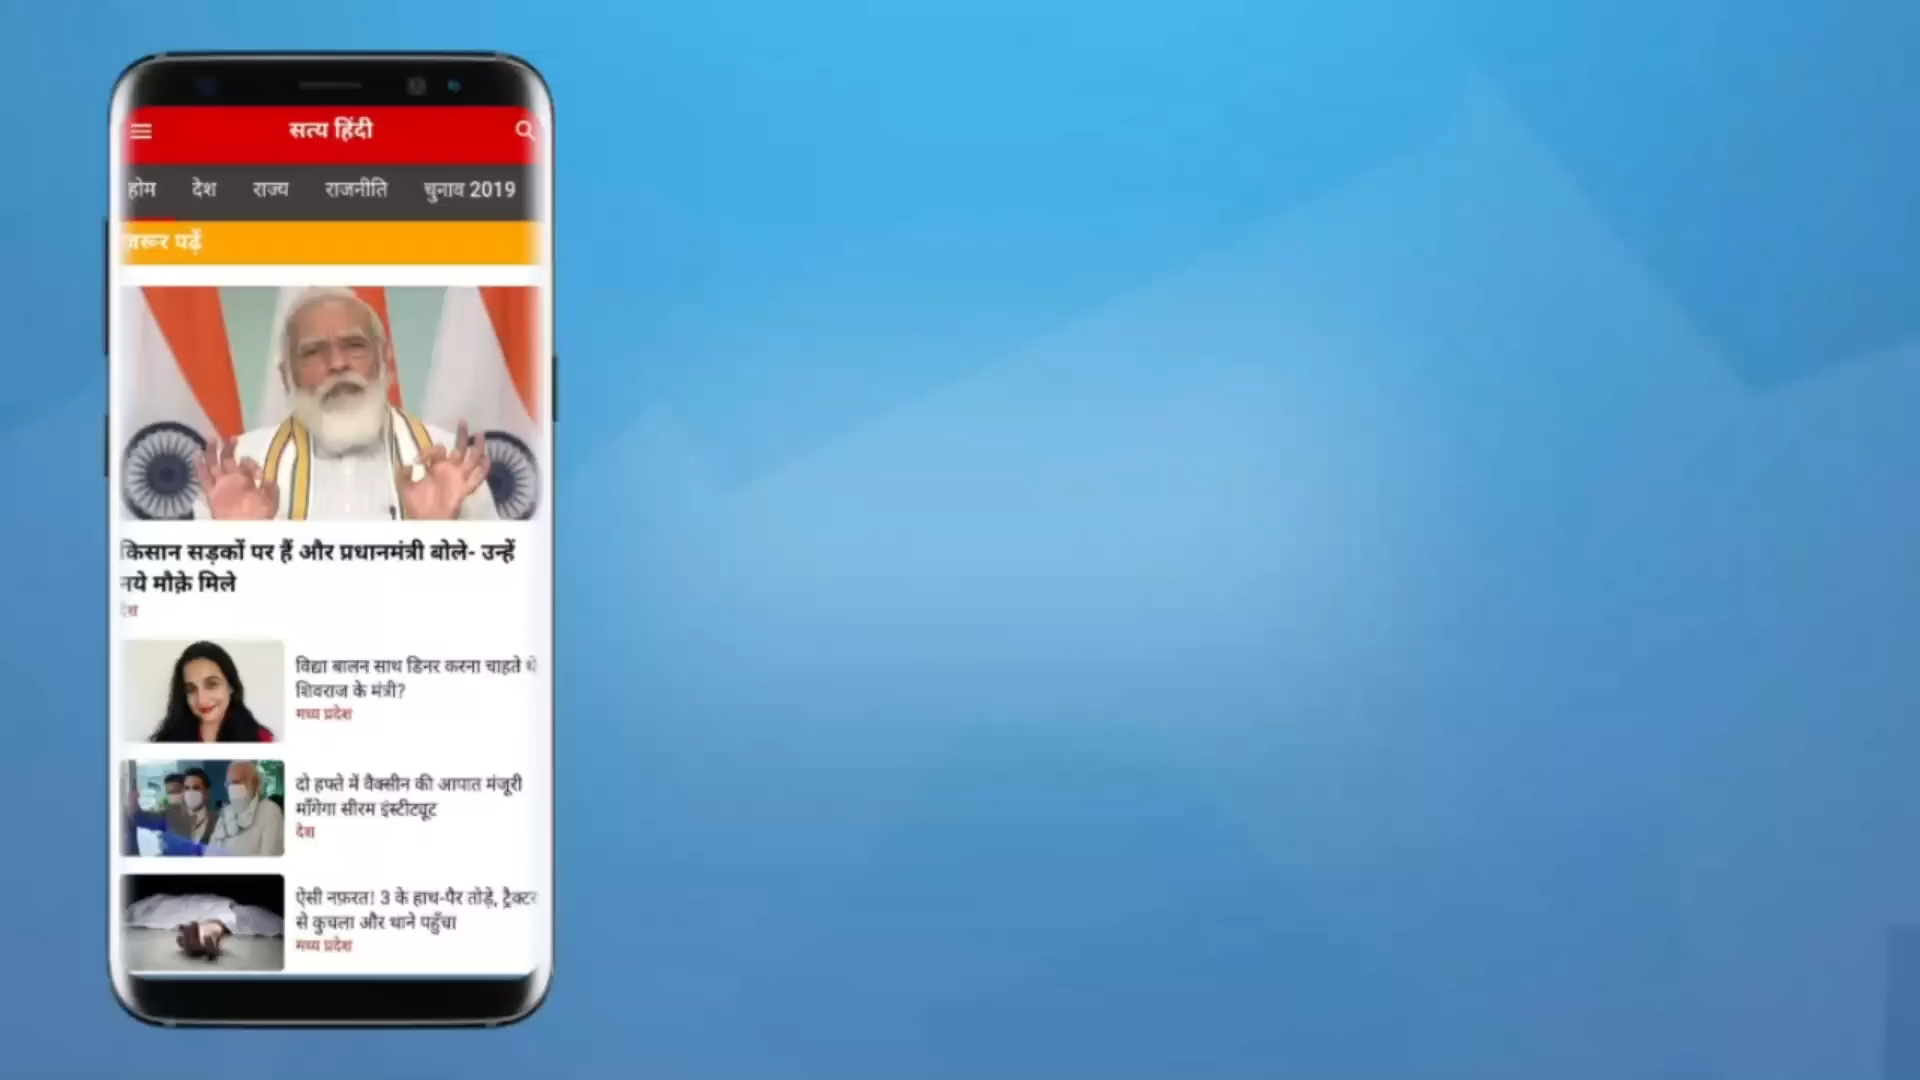 सत्य हिंदी
होम देश राज्य राजनीति चुनाव 2019
ज़रूर पढ़ें
किसान सड़कों पर हैं और प्रधानमंत्री बोले- उन्हें
नये मौक़े मिले
देश
विद्या बालन साथ डिनर करना चाहते थे
शिवराज के मंत्री?
मध्य प्रदेश
दो हफ्ते में वैक्सीन की आपात मंजूरी
माँगेगा सीरम इंस्टीट्यूट
देश
ऐसी नफ़रत! 3 के हाथ-पैर तोड़े, ट्रैक्टर
से कुचला और थाने पहुँचा
मध्य प्रदेश